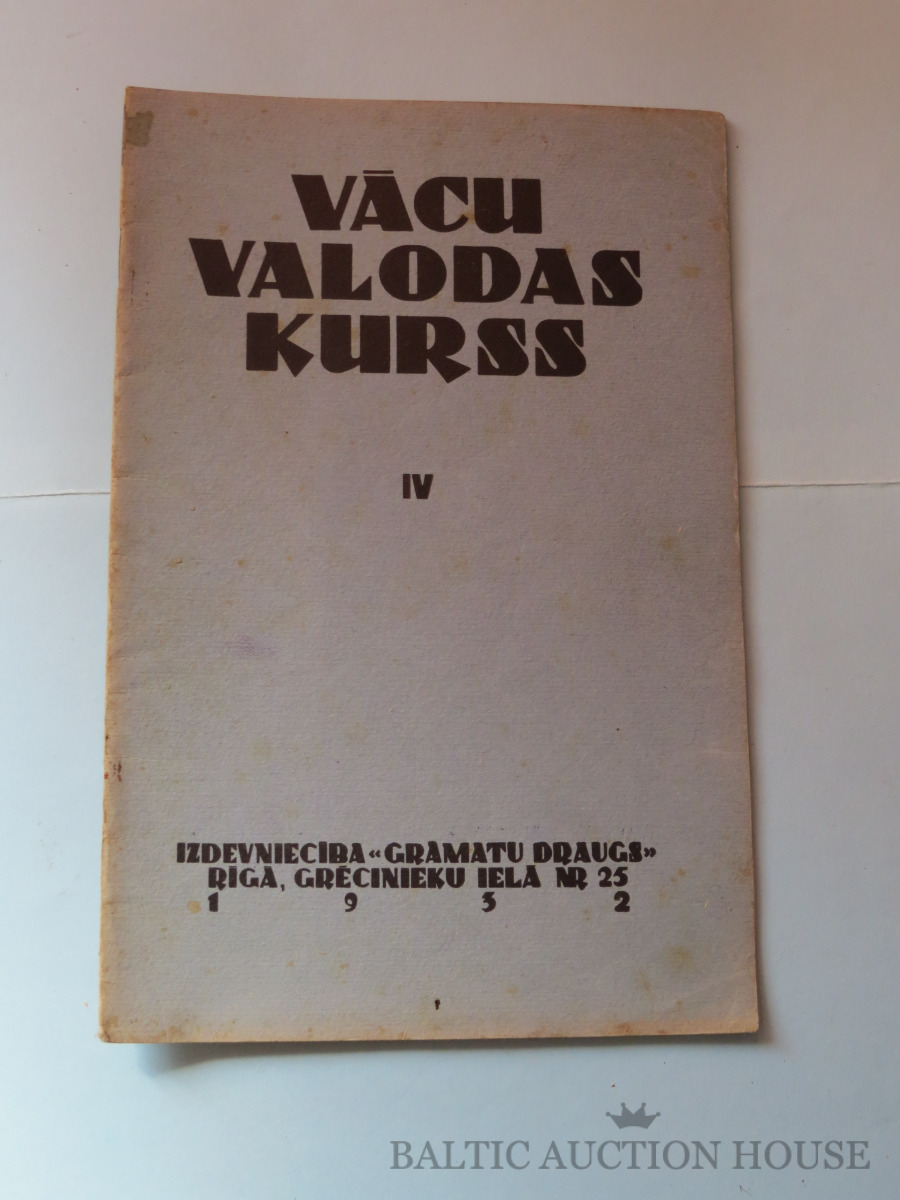 VĀCU
VALODAS
KURSS
IV
IZDEVNIECĪBA «GRĀMATU DRAUGS»
RĪGĀ, GRĒCINIEKU IELĀ NR 25
1 9 3 2
BALTIC AUCTION HOUSE